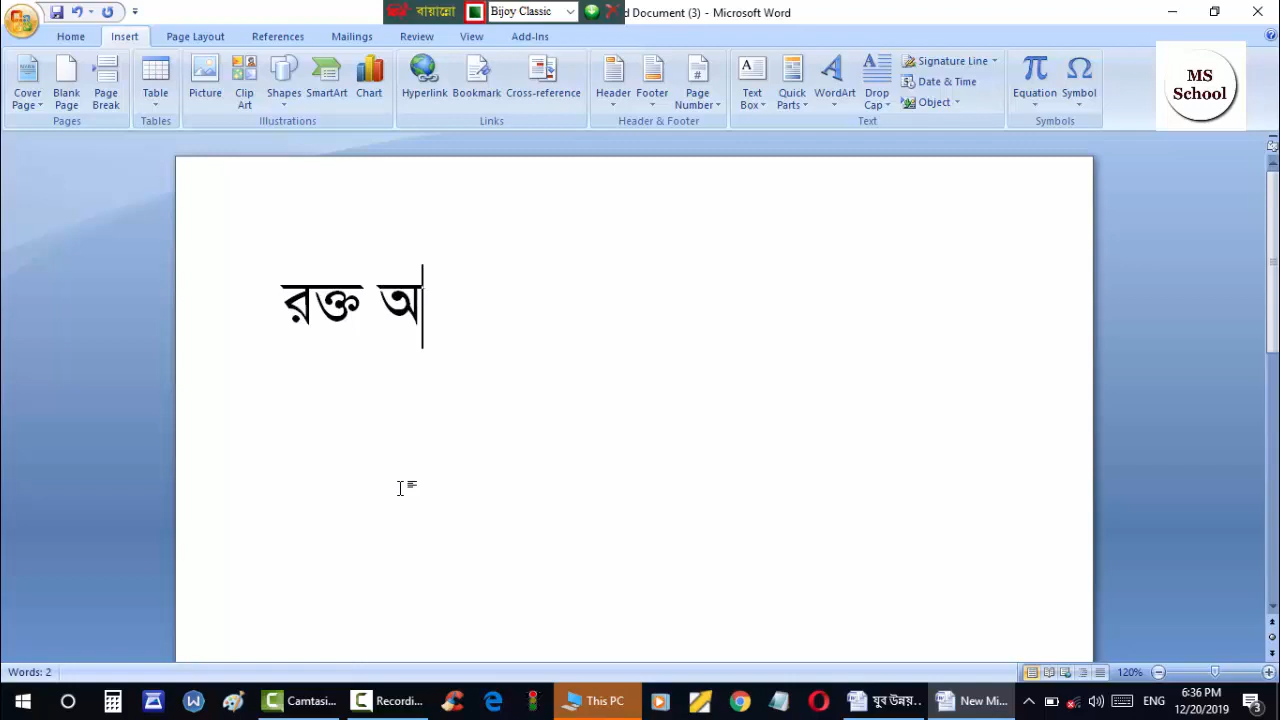 বায়ান্নো Bijoy Classic d Document (3) - Microsoft Word
Home Insert Page Layout References Mailings Review View Add-Ins
Cover Page Blank Page Page Break Table Picture Clip Art Shapes SmartArt Chart Hyperlink Bookmark Cross-reference Header Footer Page Number Text Box Quick Parts WordArt Drop Cap Signature Line Date & Time Object Equation Symbol
Pages Tables Illustrations Links Header & Footer Text Symbols
MS
School
রক্ত অ
Words: 2 120%
Camtasi... Recordi... This PC যুব উন্নয়.. New Mi... ENG 6:36 PM
12/20/2019 3